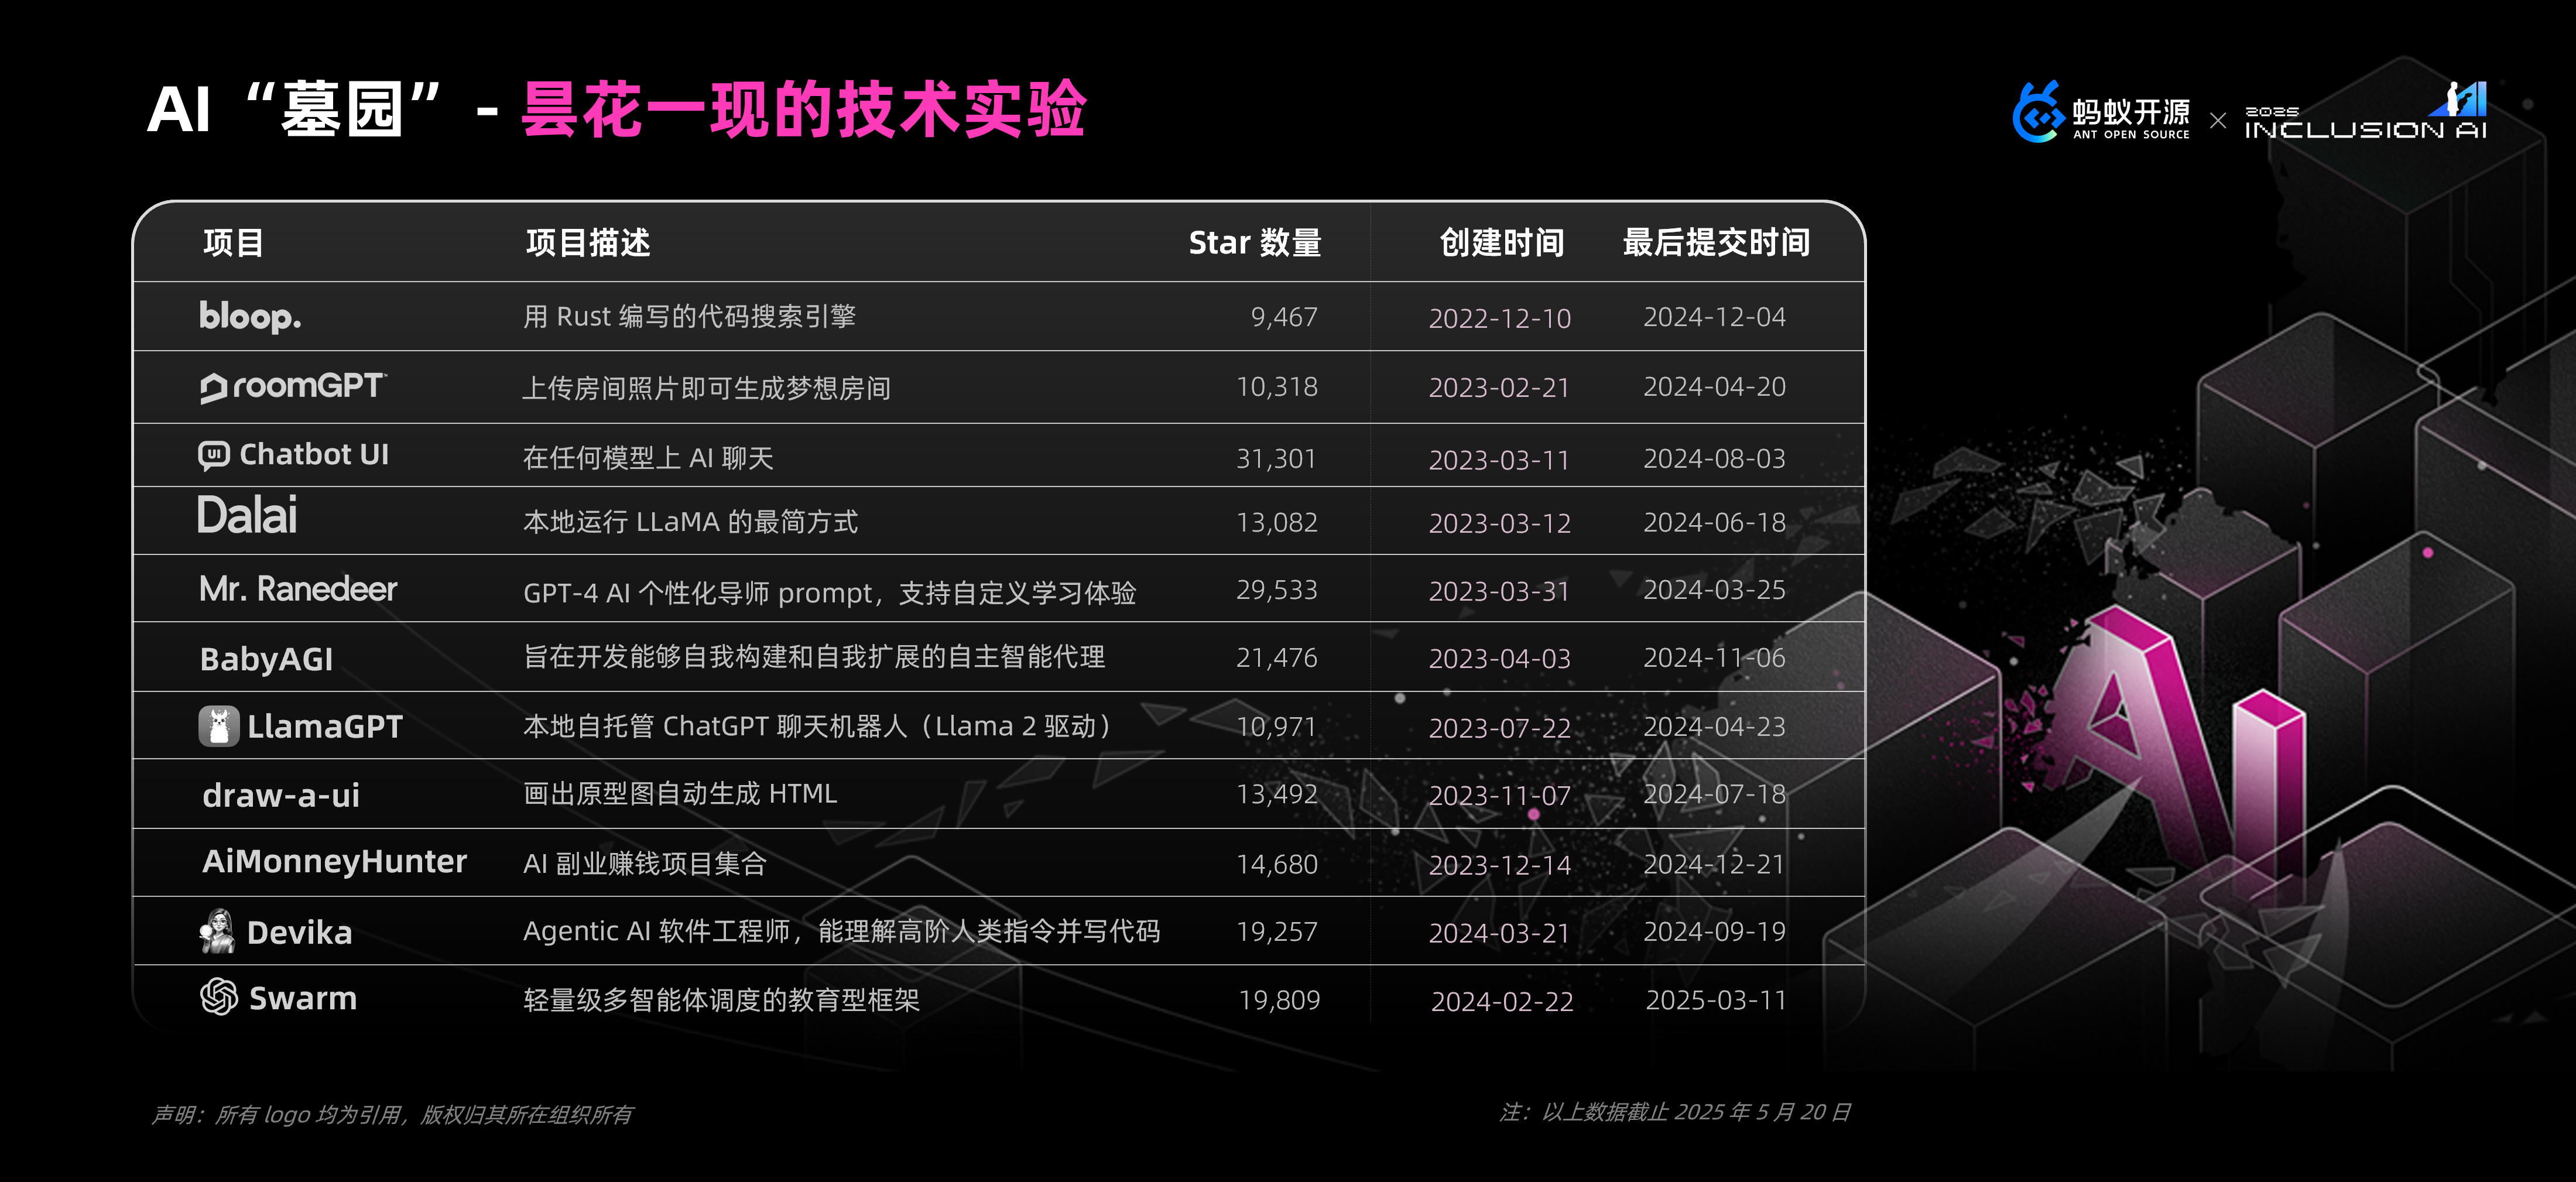 AI “墓园” - 昙花一现的技术实验
蚂蚁开源
ANT OPEN SOURCE
×
2025
INCLUSION AI
AI
项目 项目描述 Star 数量 创建时间 最后提交时间
bloop. 用 Rust 编写的代码搜索引擎 9,467 2022-12-10 2024-12-04
roomGPT™ 上传房间照片即可生成梦想房间 10,318 2023-02-21 2024-04-20
UI Chatbot UI 在任何模型上 AI 聊天 31,301 2023-03-11 2024-08-03
Dalai 本地运行 LLaMA 的最简方式 13,082 2023-03-12 2024-06-18
Mr. Ranedeer GPT-4 AI 个性化导师 prompt，支持自定义学习体验 29,533 2023-03-31 2024-03-25
BabyAGI 旨在开发能够自我构建和自我扩展的自主智能代理 21,476 2023-04-03 2024-11-06
LlamaGPT 本地自托管 ChatGPT 聊天机器人（Llama 2 驱动） 10,971 2023-07-22 2024-04-23
draw-a-ui 画出原型图自动生成 HTML 13,492 2023-11-07 2024-07-18
AiMonneyHunter AI 副业赚钱项目集合 14,680 2023-12-14 2024-12-21
Devika Agentic AI 软件工程师，能理解高阶人类指令并写代码 19,257 2024-03-21 2024-09-19
Swarm 轻量级多智能体调度的教育型框架 19,809 2024-02-22 2025-03-11
Ai
声明：所有 logo 均为引用，版权归其所在组织所有
注：以上数据截止 2025 年 5 月 20 日